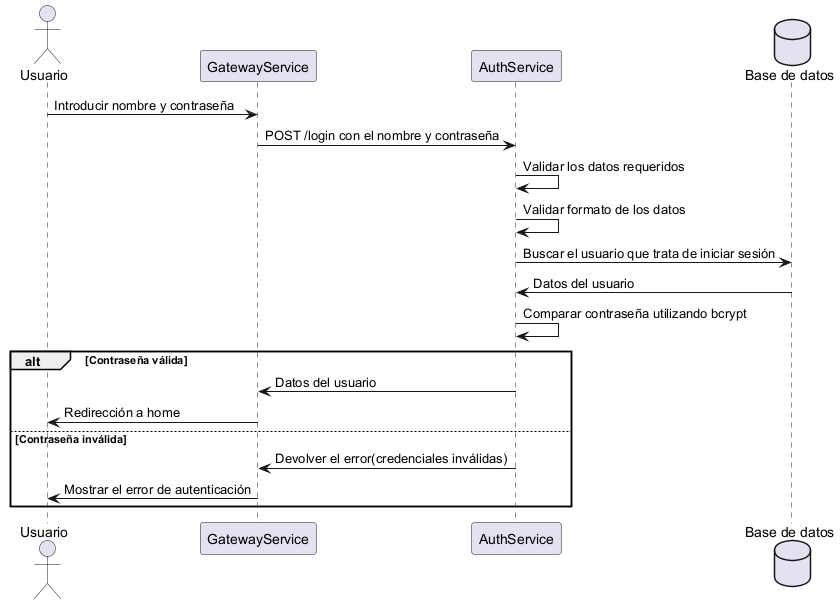 Usuario
GatewayService
AuthService
Base de datos
Introducir nombre y contraseña
POST /login con el nombre y contraseña
Validar los datos requeridos
Validar formato de los datos
Buscar el usuario que trata de iniciar sesión
Datos del usuario
Comparar contraseña utilizando bcrypt
alt [Contraseña válida]
Datos del usuario
Redirección a home
[Contraseña inválida]
Devolver el error(credenciales inválidas)
Mostrar el error de autenticación
Usuario
GatewayService
AuthService
Base de datos